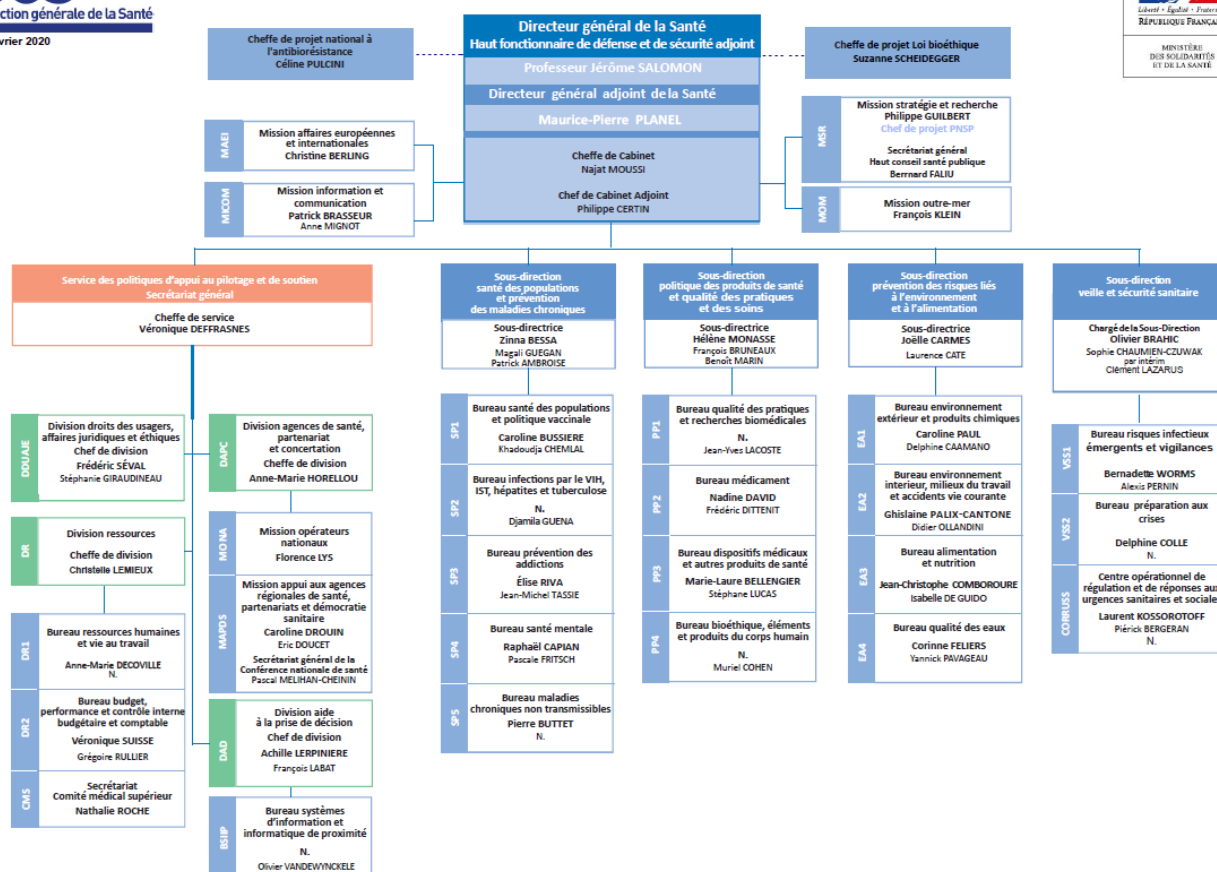 ction générale de la Santé
vrier 2020
Cheffe de projet national à
l'antibiorésistance
Céline PULCINI
Directeur général de la Santé
Haut fonctionnaire de défense et de sécurité adjoint
Professeur Jérôme SALOMON
Directeur général adjoint de la Santé
Maurice-Pierre PLANEL
Cheffe de Cabinet
Najat MOUSSI
Chef de Cabinet Adjoint
Philippe CERTIN
Cheffe de projet Loi bioéthique
Suzanne SCHEIDEGGER
Liberté • Égalité • Fratern
RÉPUBLIQUE FRANÇAI
MINISTÈRE
DES SOLIDARITÉS
ET DE LA SANTÉ
MAEI
Mission affaires européennes
et internationales
Christine BERLING
MICOM
Mission information et
communication
Patrick BRASSEUR
Anne MIGNOT
MSR
Mission stratégie et recherche
Philippe GUILBERT
Chef de projet PNSP
Secrétariat général
Haut conseil santé publique
Berrnard FALIU
MOM
Mission outre-mer
François KLEIN
Service des politiques d'appui au pilotage et de soutien
Secrétariat général
Cheffe de service
Véronique DEFFRASNES
DDUAJE
Division droits des usagers,
affaires juridiques et éthiques
Chef de division
Frédéric SÉVAL
Stéphanie GIRAUDINEAU
DR
Division ressources
Cheffe de division
Christelle LEMIEUX
DR1
Bureau ressources humaines
et vie au travail
Anne-Marie DECOVILLE
N.
DR2
Bureau budget,
performance et contrôle interne
budgétaire et comptable
Véronique SUISSE
Grégoire RULLIER
CMS
Secrétariat
Comité médical supérieur
Nathalie ROCHE
DAPC
Division agences de santé,
partenariat
et concertation
Cheffe de division
Anne-Marie HORELLOU
MONA
Mission opérateurs
nationaux
Florence LYS
MAPDS
Mission appui aux agences
régionales de santé,
partenariats et démocratie
sanitaire
Caroline DROUIN
Eric DOUCET
Secrétariat général de la
Conférence nationale de santé
Pascal MELIHAN-CHEININ
DAD
Division aide
à la prise de décision
Chef de division
Achille LERPINIERE
François LABAT
BSIIP
Bureau systèmes
d'information et
informatique de proximité
N.
Olivier VANDEWYNCKELE
Sous-direction
santé des populations
et prévention
des maladies chroniques
Sous-directrice
Zinna BESSA
Magali GUEGAN
Patrick AMBROISE
SP1
Bureau santé des populations
et politique vaccinale
Caroline BUSSIERE
Khadoudja CHEMLAL
SP2
Bureau infections par le VIH,
IST, hépatites et tuberculose
N.
Djamila GUENA
SP3
Bureau prévention des
addictions
Élise RIVA
Jean-Michel TASSIE
SP4
Bureau santé mentale
Raphaël CAPIAN
Pascale FRITSCH
SP5
Bureau maladies
chroniques non transmissibles
Pierre BUTTET
N.
Sous-direction
politique des produits de santé
et qualité des pratiques
et des soins
Sous-directrice
Hélène MONASSE
François BRUNEAUX
Benoît MARIN
PP1
Bureau qualité des pratiques
et recherches biomédicales
N.
Jean-Yves LACOSTE
PP2
Bureau médicament
Nadine DAVID
Frédéric DITTENIT
PP3
Bureau dispositifs médicaux
et autres produits de santé
Marie-Laure BELLENGIER
Stéphane LUCAS
PP4
Bureau bioéthique, éléments
et produits du corps humain
N.
Muriel COHEN
Sous-direction
prévention des risques liés
à l'environnement
et à l'alimentation
Sous-directrice
Joëlle CARMES
Laurence CATE
EA1
Bureau environnement
extérieur et produits chimiques
Caroline PAUL
Delphine CAAMANO
EA2
Bureau environnement
interieur, milieux du travail
et accidents vie courante
Ghislaine PALIX-CANTONE
Didier OLLANDINI
EA3
Bureau alimentation
et nutrition
Jean-Christophe COMBOROURE
Isabelle DE GUIDO
EA4
Bureau qualité des eaux
Corinne FELIERS
Yannick PAVAGEAU
Sous-direction
veille et sécurité sanitaire
Chargé de la Sous-Direction
Olivier BRAHIC
Sophie CHAUMIEN-CZUWAK
par intérim
Clément LAZARUS
VSS1
Bureau risques infectieux
émergents et vigilances
Bernadette WORMS
Alexis PERNIN
VSS2
Bureau préparation aux
crises
Delphine COLLE
N.
CORRUSS
Centre opérationnel de
régulation et de réponses aux
urgences sanitaires et sociale
Laurent KOSSOROTOFF
Piérick BERGERAN
N.